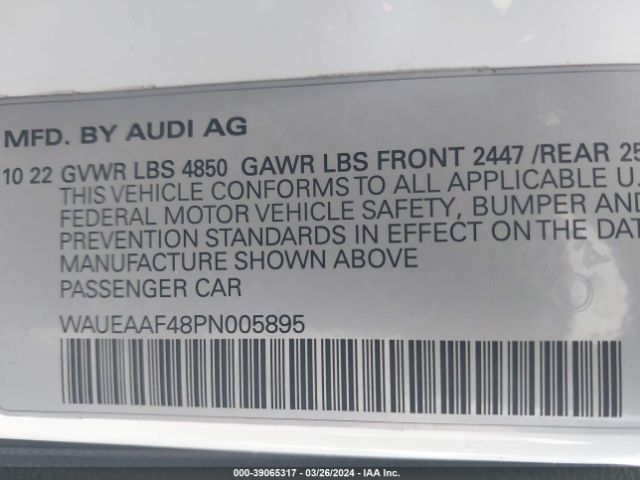 MFD. BY AUDI AG
10 22 GVWR LBS 4850 GAWR LBS FRONT 2447 /REAR 25
THIS VEHICLE CONFORMS TO ALL APPLICABLE U.
FEDERAL MOTOR VEHICLE SAFETY, BUMPER AND
PREVENTION STANDARDS IN EFFECT ON THE DAT
MANUFACTURE SHOWN ABOVE
PASSENGER CAR
WAUEAAF48PN005895
000-39065317 | 03/26/2024 | IAA Inc.